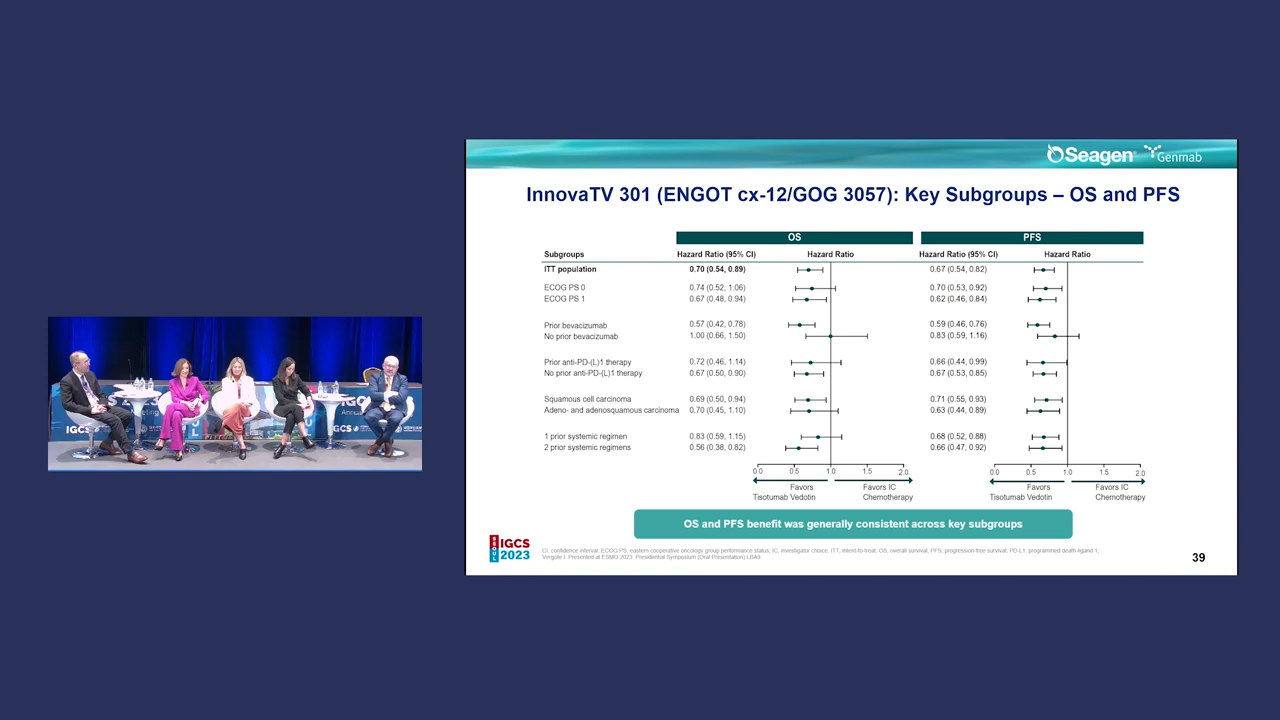 Seagen
Genmab
InnovaTV 301 (ENGOT cx-12/GOG 3057): Key Subgroups – OS and PFS
OS PFS
Subgroups Hazard Ratio (95% CI) Hazard Ratio Hazard Ratio (95% CI) Hazard Ratio
ITT population 0.70 (0.54, 0.89) 0.67 (0.54, 0.82)
ECOG PS 0 0.74 (0.52, 1.06) 0.70 (0.53, 0.92)
ECOG PS 1 0.67 (0.48, 0.94) 0.62 (0.46, 0.84)
Prior bevacizumab 0.57 (0.42, 0.78) 0.59 (0.46, 0.76)
No prior bevacizumab 1.00 (0.66, 1.50) 0.83 (0.59, 1.16)
Prior anti-PD-(L)1 therapy 0.72 (0.46, 1.14) 0.66 (0.44, 0.99)
No prior anti-PD-(L)1 therapy 0.67 (0.50, 0.90) 0.67 (0.53, 0.85)
Squamous cell carcinoma 0.69 (0.50, 0.94) 0.71 (0.55, 0.93)
Adeno- and adenosquamous carcinoma 0.70 (0.45, 1.10) 0.63 (0.44, 0.89)
1 prior systemic regimen 0.83 (0.59, 1.15) 0.68 (0.52, 0.88)
2 prior systemic regimens 0.56 (0.38, 0.82) 0.66 (0.47, 0.92)
0.0 0.5 1.0 1.5 2.0 0.0 0.5 1.0 1.5 2.0
Favors Favors IC Favors Favors IC
Tisotumab Vedotin Chemotherapy Tisotumab Vedotin Chemotherapy
OS and PFS benefit was generally consistent across key subgroups
IGCS
2023
CI, confidence interval; ECOG PS, eastern cooperative oncology group performance status; IC, investigator choice; ITT, intent-to-treat; OS, overall survival; PFS, progression-free survival; PD-L1, programmed death-ligand 1;
Vergote I. Presented at ESMO 2023. Presidential Symposium (Oral Presentation) LBA9
39
IGCS
IGCS